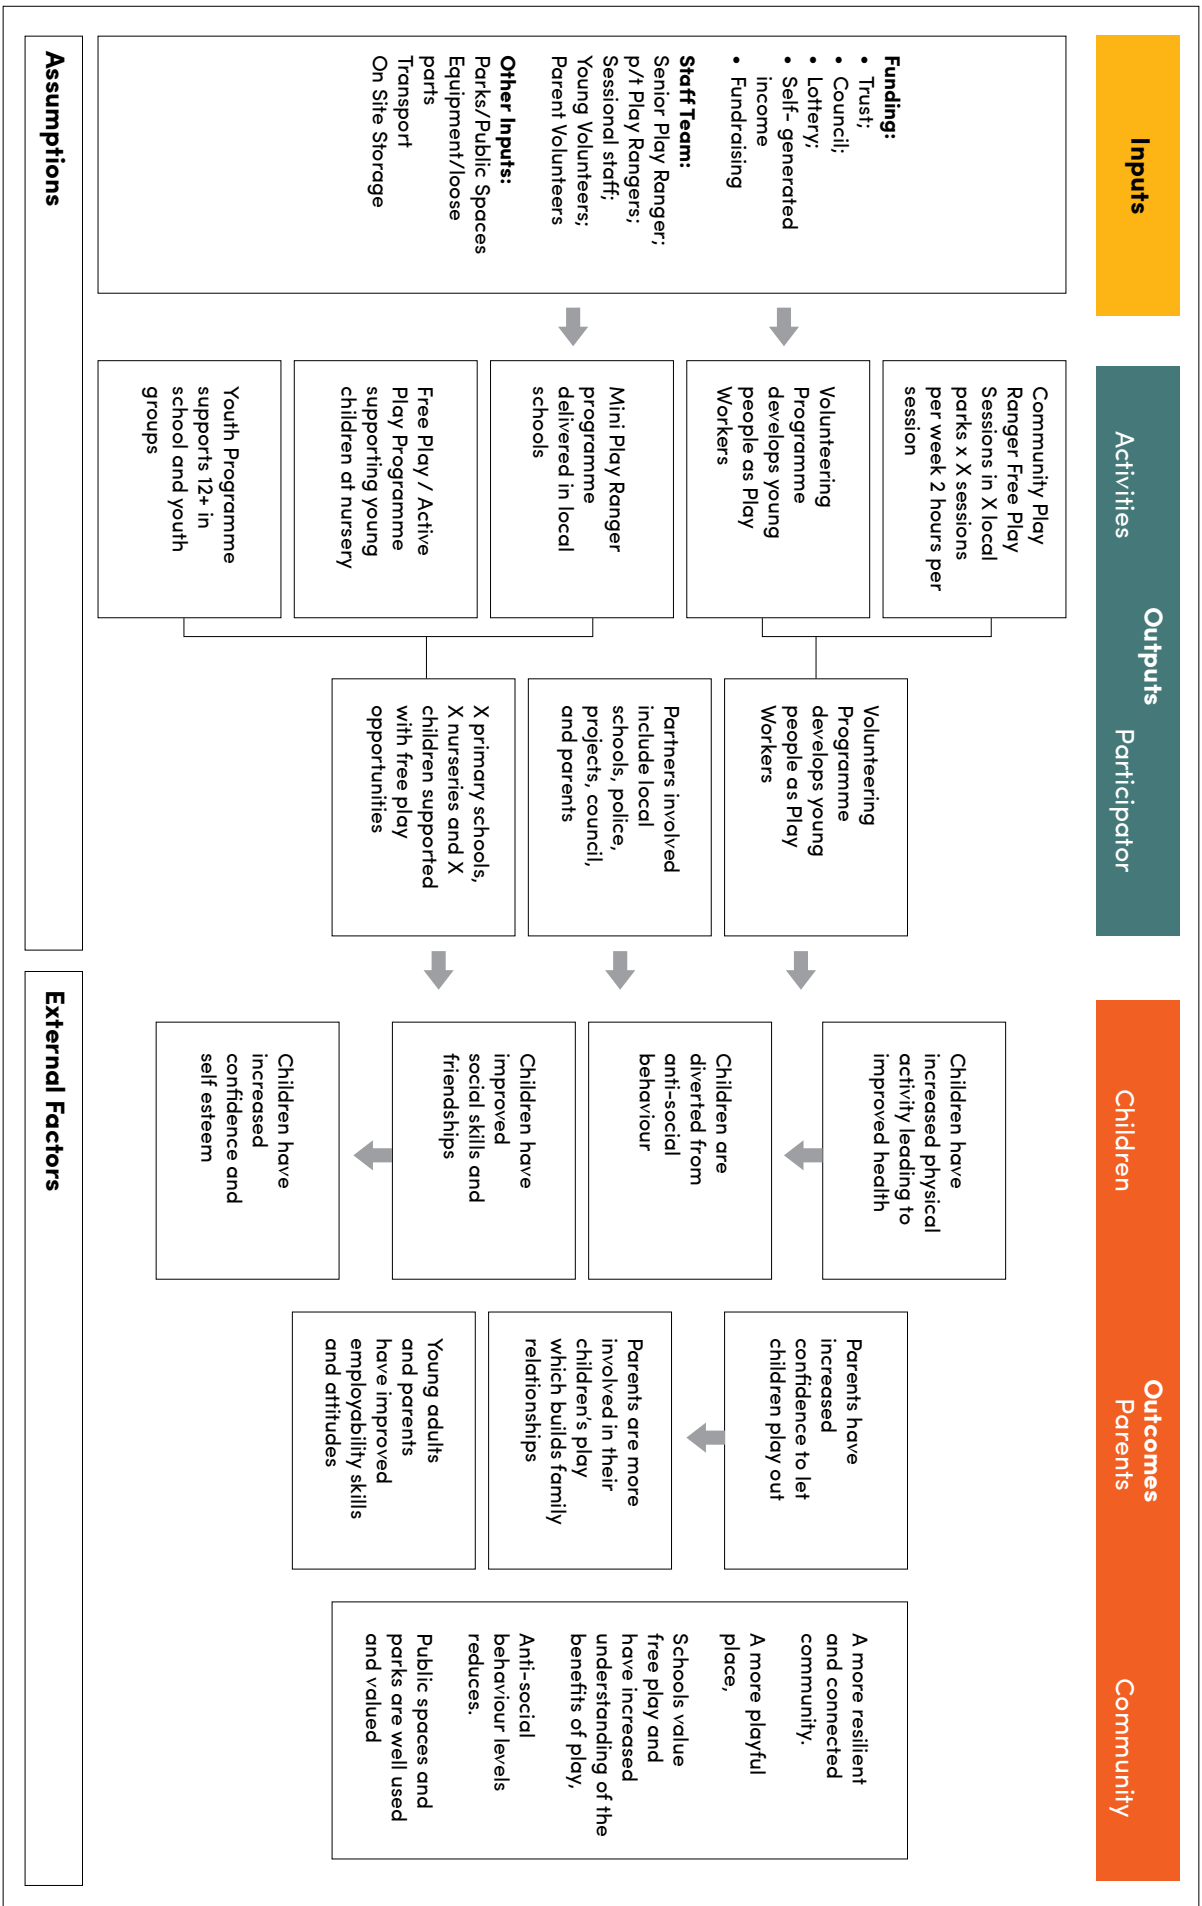 Inputs
Outputs
Activities
Participator
Outcomes
Children
Parents
Community
Funding:
• Trust;
• Council;
• Lottery;
• Self- generated
income
• Fundraising
Staff Team:
Senior Play Ranger;
p/t Play Rangers;
Sessional staff;
Young Volunteers;
Parent Volunteers
Other Inputs:
Parks/Public Spaces
Equipment/loose
parts
Transport
On Site Storage
Community Play
Ranger Free Play
Sessions in X local
parks x X sessions
per week 2 hours per
session
Volunteering
Programme
develops young
people as Play
Workers
Mini Play Ranger
programme
delivered in local
schools
Free Play / Active
Play Programme
supporting young
children at nursery
Youth Programme
supports 12+ in
school and youth
groups
Volunteering
Programme
develops young
people as Play
Workers
Partners involved
include local
schools, police,
projects, council,
and parents
X primary schools,
X nurseries and X
children supported
with free play
opportunities
Children have
increased physical
activity leading to
improved health
Children are
diverted from
anti-social
behaviour
Children have
improved
social skills and
friendships
Children have
increased
confidence and
self esteem
Parents have
increased
confidence to let
children play out
Parents are more
involved in their
children's play
which builds family
relationships
Young adults
and parents
have improved
employability skills
and attitudes
A more resilient
and connected
community.
A more playful
place,
Schools value
free play and
have increased
understanding of the
benefits of play,
Anti-social
behaviour levels
reduces.
Public spaces and
parks are well used
and valued
Assumptions
External Factors